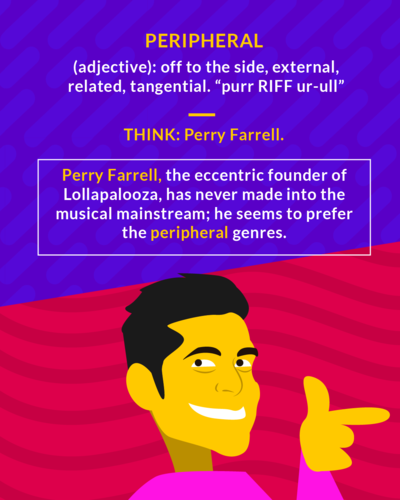 PERIPHERAL
(adjective): off to the side, external,
related, tangential. “purr RIFF ur-ull”
THINK: Perry Farrell.
Perry Farrell, the eccentric founder of
Lollapalooza, has never made into the
musical mainstream; he seems to prefer
the peripheral genres.